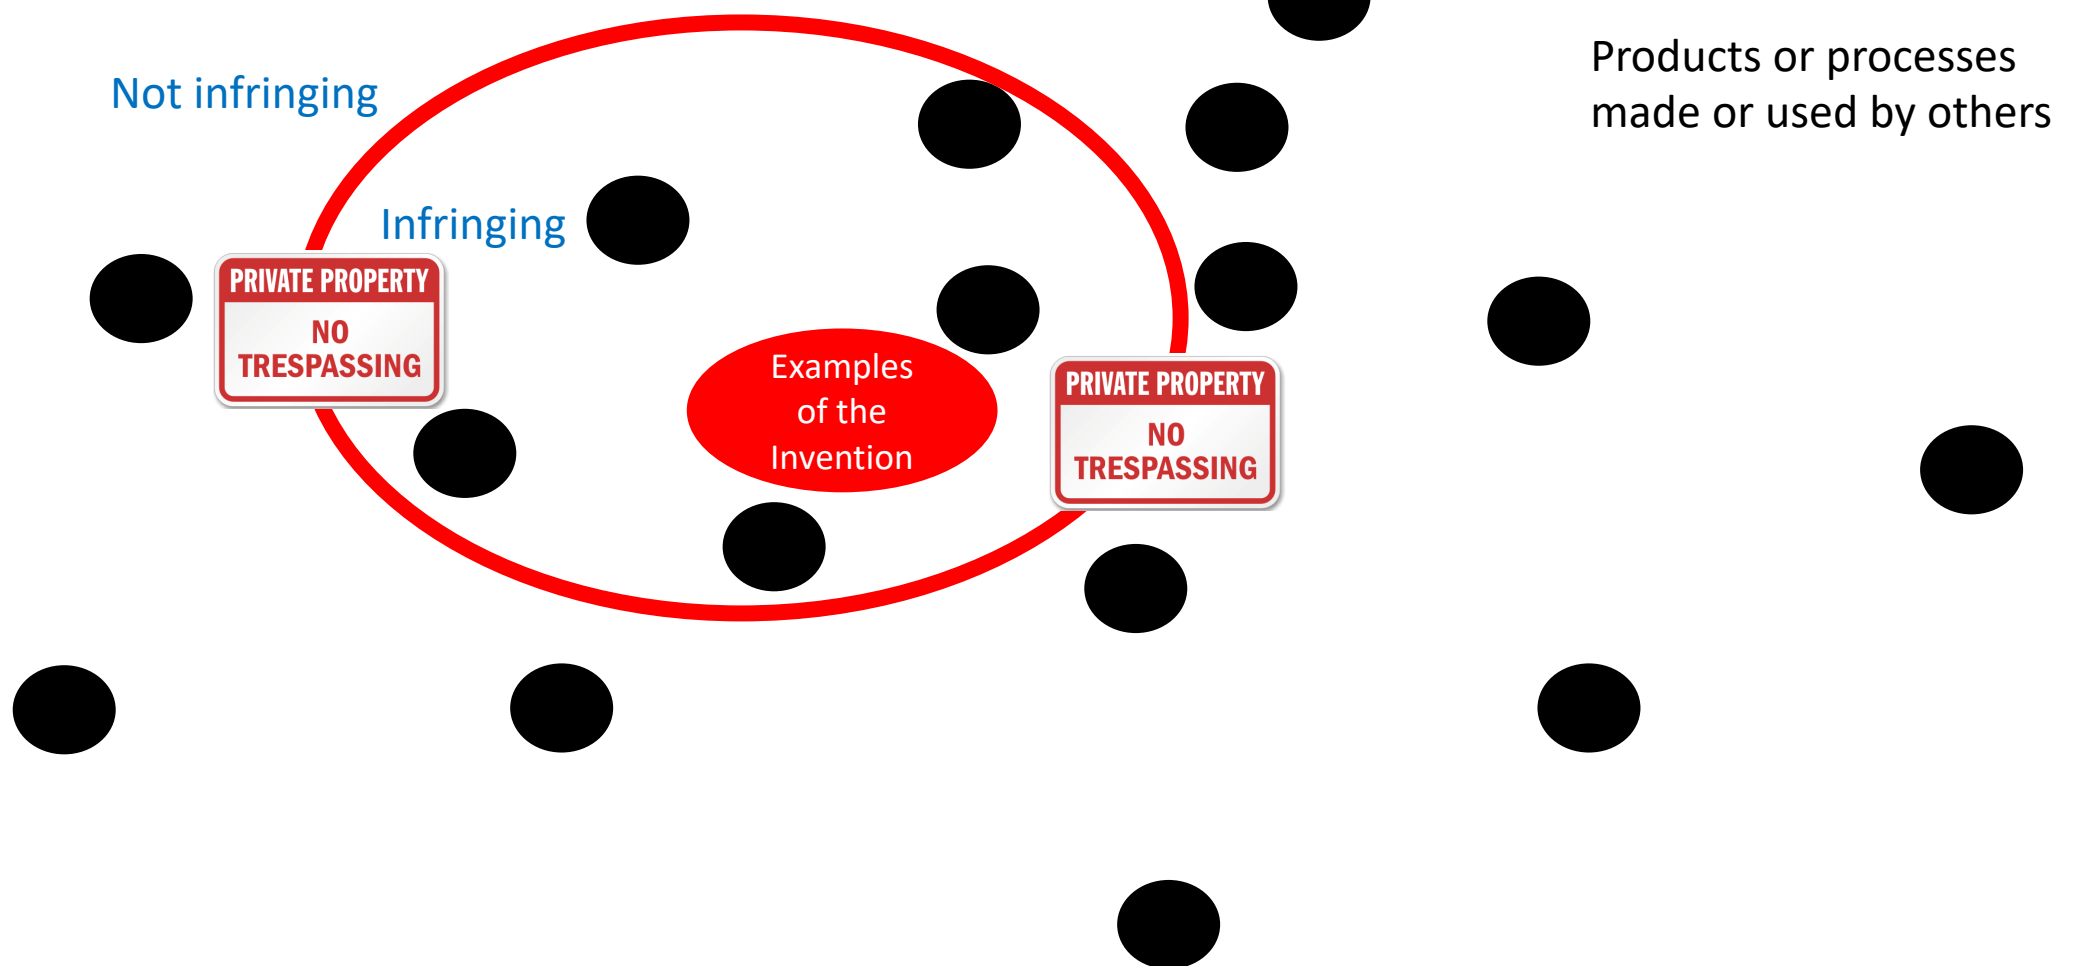 Products or processes
made or used by others
Not infringing
Infringing
PRIVATE PROPERTY
NO
TRESPASSING
Examples
of the
Invention
PRIVATE PROPERTY
NO
TRESPASSING